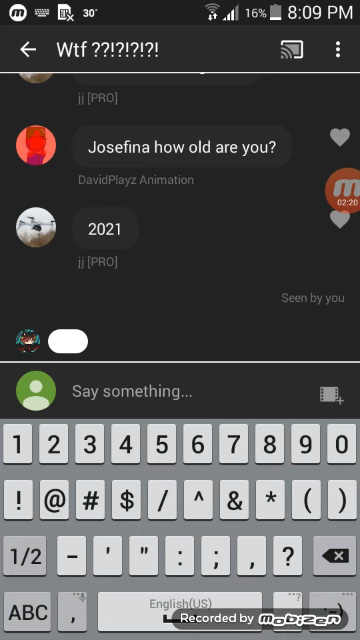 16% 8:09 PM
30°
Wtf ??!?!?!?!
jj [PRO]
Josefina how old are you?
DavidPlayz Animation
02:20
2021
jj [PRO]
Seen by you
Say something...
1 2 3 4 5 6 7 8 9 0
! @ # $ / ^ & * ( )
1/2 - ' " : ; , ?
ABC , English(US) :-)
Recorded by mobizen